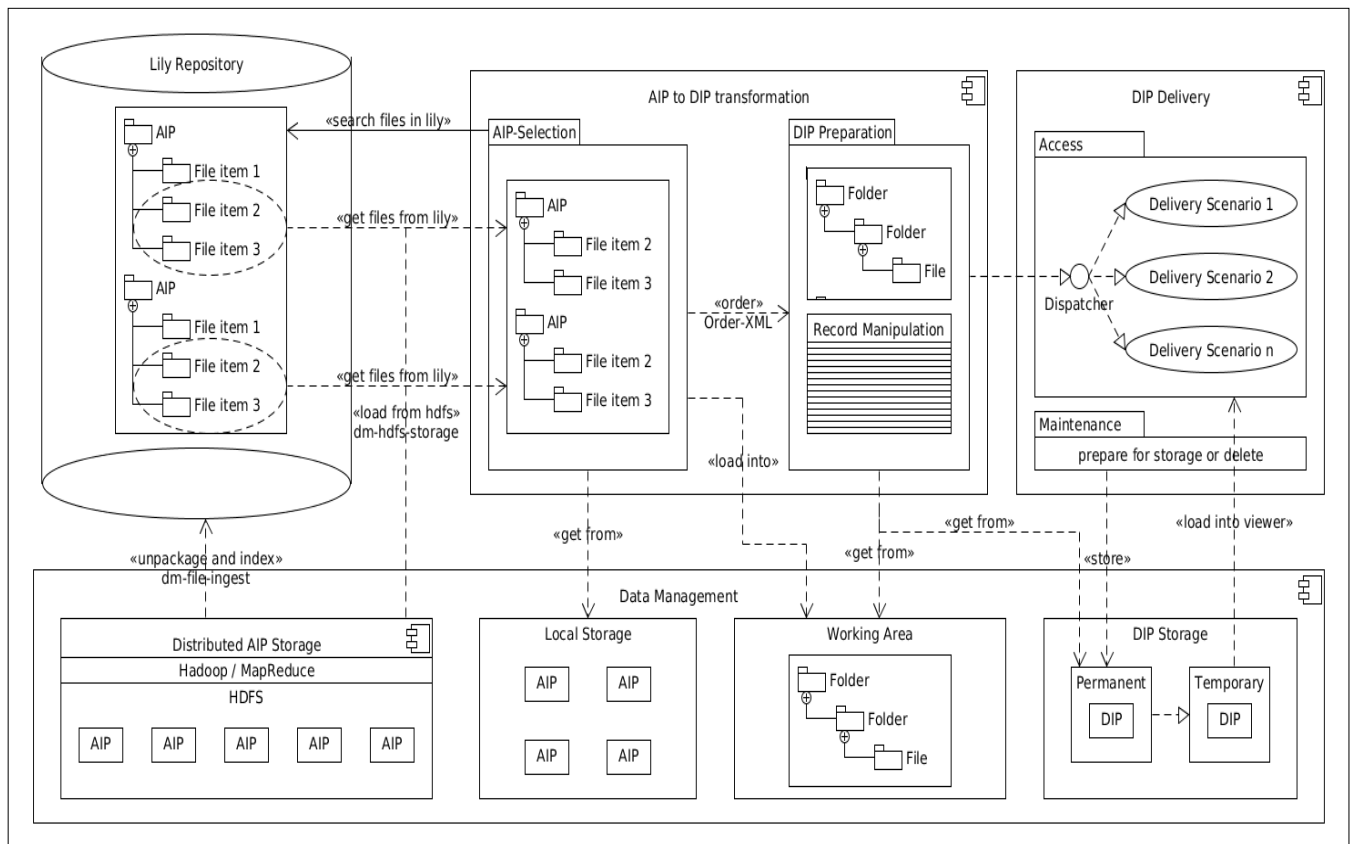 Lily Repository
AIP
File item 1
File item 2
File item 3
AIP
File item 1
File item 2
File item 3
«search files in lily»
«get files from lily»
«get files from lily»
«load from hdfs»
dm-hdfs-storage
AIP to DIP transformation
AIP-Selection
AIP
File item 2
File item 3
AIP
File item 2
File item 3
«order»
Order-XML
DIP Preparation
Folder
Folder
File
Record Manipulation
DIP Delivery
Access
Dispatcher
Delivery Scenario 1
Delivery Scenario 2
Delivery Scenario n
Maintenance
prepare for storage or delete
«unpackage and index»
dm-file-ingest
«get from»
«load into»
«get from»
«get from»
«store»
«load into viewer»
Data Management
Distributed AIP Storage
Hadoop / MapReduce
HDFS
AIP
AIP
AIP
AIP
AIP
Local Storage
AIP
AIP
AIP
AIP
Working Area
Folder
Folder
File
DIP Storage
Permanent
DIP
Temporary
DIP